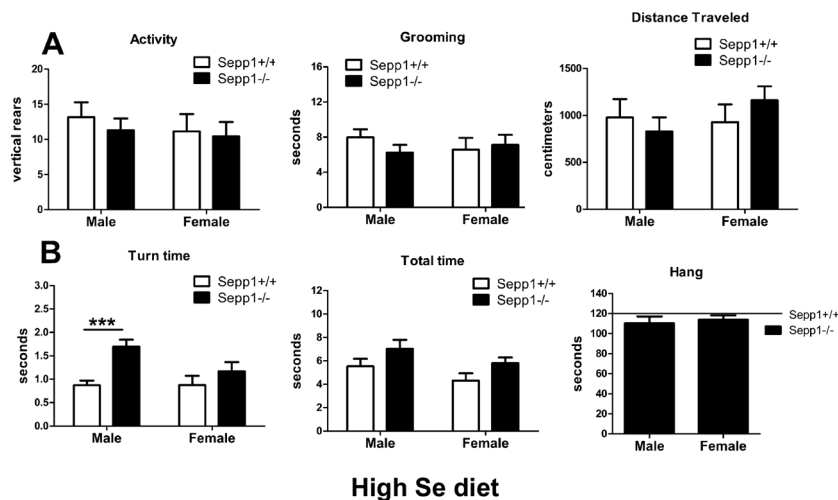 A
Activity
Sepp1+/+
Sepp1-/-
vertical rears
20
15
10
5
0
Male Female
Grooming
Sepp1+/+
Sepp1-/-
seconds
16
12
8
4
0
Male Female
Distance Traveled
Sepp1+/+
Sepp1-/-
centimeters
1500
1000
500
0
Male Female
B
Turn time
Sepp1+/+
Sepp1-/-
seconds
3.0
2.5
2.0
1.5
1.0
0.5
0.0
***
Male Female
Total time
Sepp1+/+
Sepp1-/-
seconds
12
10
8
6
4
2
0
Male Female
Hang
Sepp1+/+
Sepp1-/-
seconds
140
120
100
80
60
40
20
0
Male Female
High Se diet